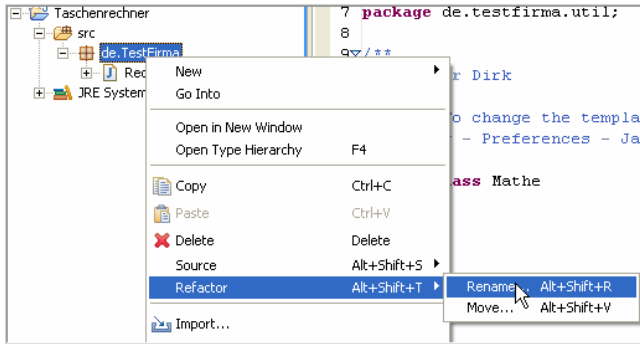 Taschenrechner
src
de.TestFirma
Rec
JRE System
7 package de.testfirma.util;
8
9 /**
r Dirk
o change the templa
- Preferences - Ja
ass Mathe
New
Go Into
Open in New Window
Open Type Hierarchy F4
Copy Ctrl+C
Paste Ctrl+V
Delete Delete
Source Alt+Shift+S
Refactor Alt+Shift+T
Import...
Rename... Alt+Shift+R
Move... Alt+Shift+V